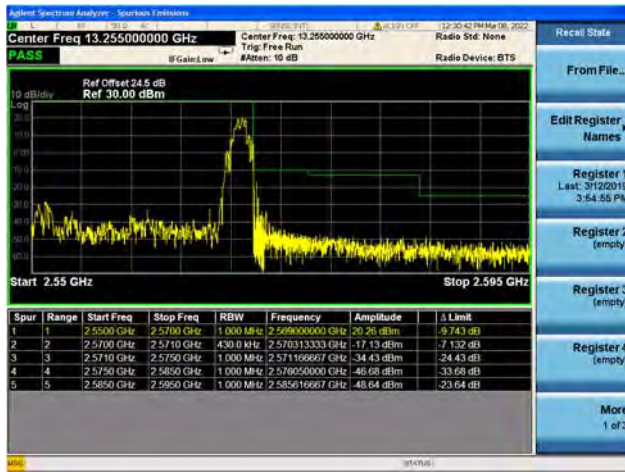 Agilent Spectrum Analyzer - Spurious Emissions
SENSE:INT
ALIGN OFF
12:30:42 PM Mar 08, 2022
Center Freq 13.255000000 GHz
Center Freq: 13.255000000 GHz
Radio Std: None
Trig: Free Run
PASS
IFGain:Low
#Atten: 10 dB
Radio Device: BTS
Ref Offset 24.5 dB
10 dB/div
Ref 30.00 dBm
Log
Start 2.55 GHz
Stop 2.595 GHz
Spur Range Start Freq Stop Freq RBW Frequency Amplitude Δ Limit
1 1 2.5500 GHz 2.5700 GHz 1.000 MHz 2.569000000 GHz 20.26 dBm -9.743 dB
2 2 2.5700 GHz 2.5710 GHz 430.0 kHz 2.570313333 GHz -17.13 dBm -7.132 dB
3 3 2.5710 GHz 2.5750 GHz 1.000 MHz 2.571166667 GHz -34.43 dBm -24.43 dB
4 4 2.5750 GHz 2.5850 GHz 1.000 MHz 2.576050000 GHz -46.68 dBm -33.68 dB
5 5 2.5850 GHz 2.5950 GHz 1.000 MHz 2.585616667 GHz -48.64 dBm -23.64 dB
MSG
STATUS
Recall State
From File...
Edit Register
Names
Register 1
Last: 3/12/2019
3:54:55 PM
Register 2
(empty)
Register 3
(empty)
Register 4
(empty)
More
1 of 3